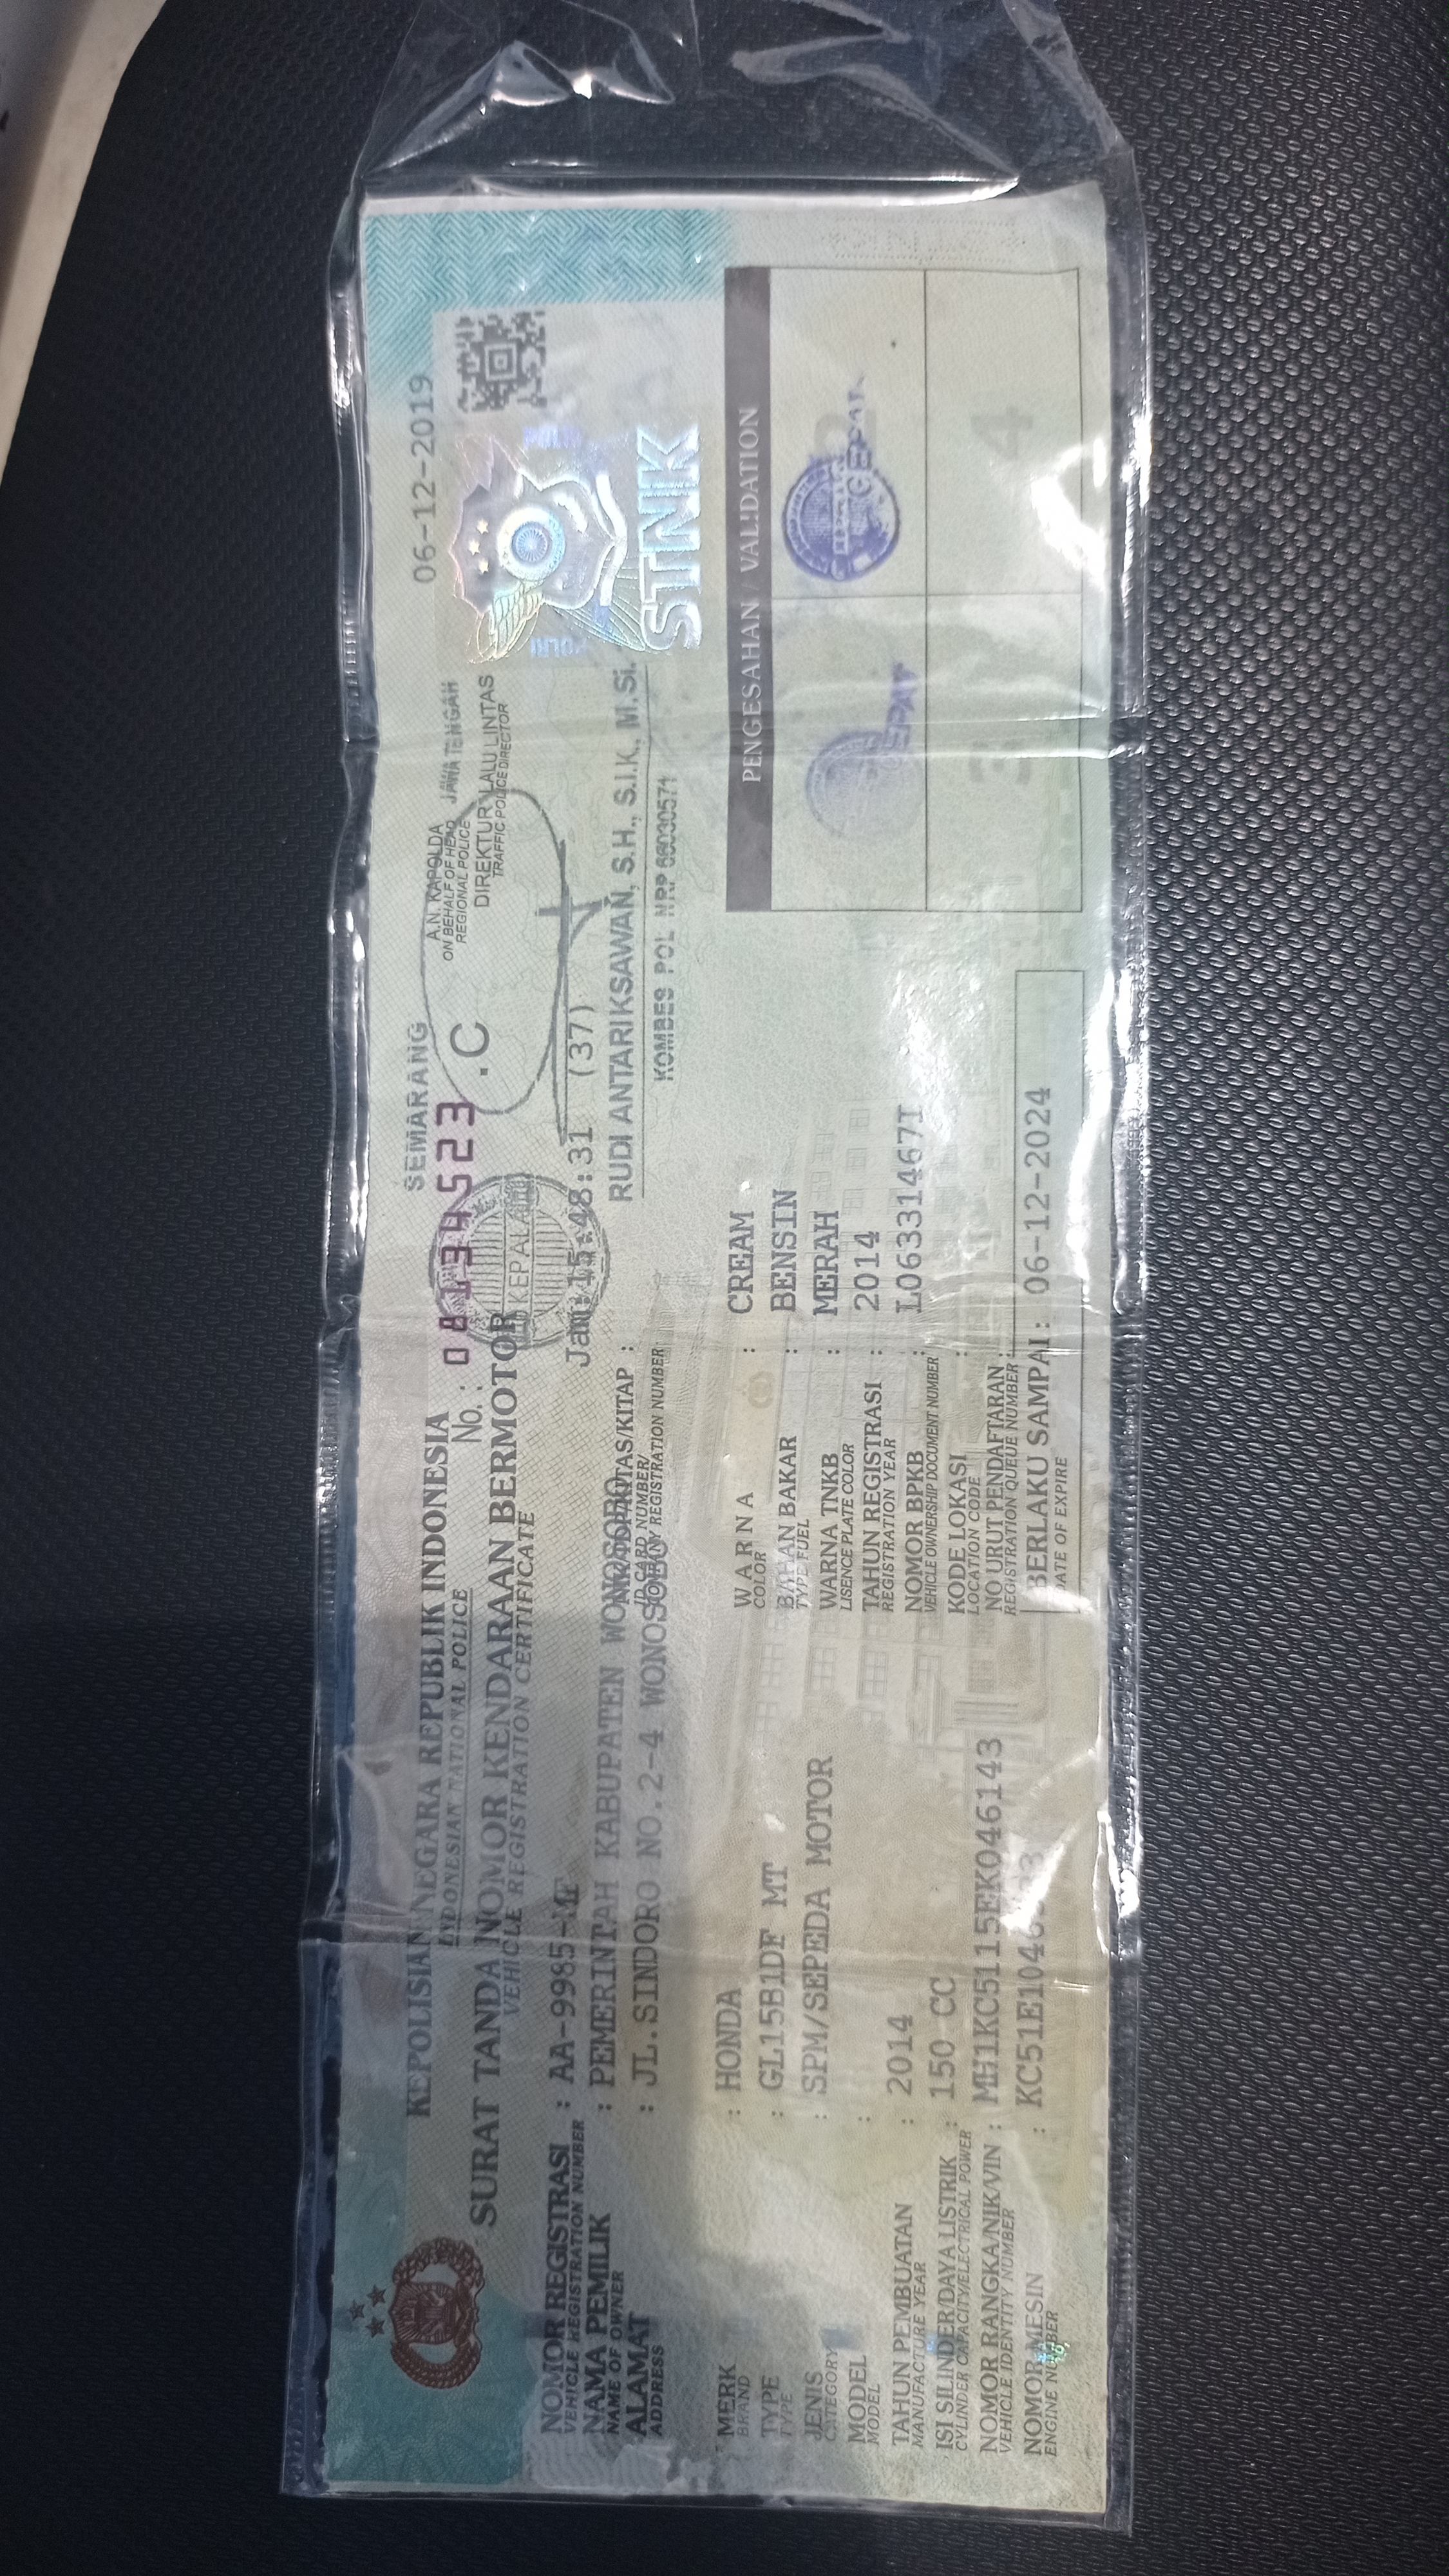 KEPOLISIAN NEGARA REPUBLIK INDONESIA
INDONESIAN NATIONAL POLICE
SURAT TANDA NOMOR KENDARAAN BERMOTOR
VEHICLE REGISTRATION CERTIFICATE
No. :
.C
SEMARANG 06-12-2019
A.N. KAPOLDA JAWA TENGAH
ON BEHALF OF HEAD
REGIONAL POLICE
DIREKTUR LALU LINTAS
TRAFFIC POLICE DIRECTOR
KEPALA
:31 (37)
RUDI ANTARIKSAWAN, S.H., S.I.K., M.Si.
KOMBES POL NRP
POLRI
STNK
NOMOR REGISTRASI : AA-9985-
VEHICLE REGISTRATION NUMBER
NAMA PEMILIK : PEMERINTAH KABUPATEN WONOSOBO
NAME OF OWNER
ALAMAT : JL.SINDORO NO.2-4 WONOSOBO
ADDRESS
/KITAP :
ID CARD NUMBER/
REGISTRATION NUMBER
MERK : HONDA
BRAND
TYPE : GL15B1DF MT
TYPE
JENIS : SPM/SEPEDA MOTOR
CATEGORY
MODEL :
MODEL
TAHUN PEMBUATAN : 2014
MANUFACTURE YEAR
ISI SILINDER/DAYA LISTRIK : 150 CC
CYLINDER CAPACITY/ELECTRICAL POWER
NOMOR RANGKA/NIK/VIN : MH1KC5115EK046143
VEHICLE IDENTITY NUMBER
NOMOR MESIN :
ENGINE NUMBER
WARNA : CREAM
COLOR
BAHAN BAKAR : BENSIN
TYPE FUEL
WARNA TNKB : MERAH
LISENCE PLATE COLOR
TAHUN REGISTRASI : 2014
REGISTRATION YEAR
NOMOR BPKB : L06331467I
VEHICLE OWNERSHIP DOCUMENT NUMBER
KODE LOKASI :
LOCATION CODE
NO URUT PENDAFTARAN :
REGISTRATION QUEUE NUMBER
BERLAKU SAMPAI : 06-12-2024
DATE OF EXPIRE
PENGESAHAN / VALIDATION
2
3
4